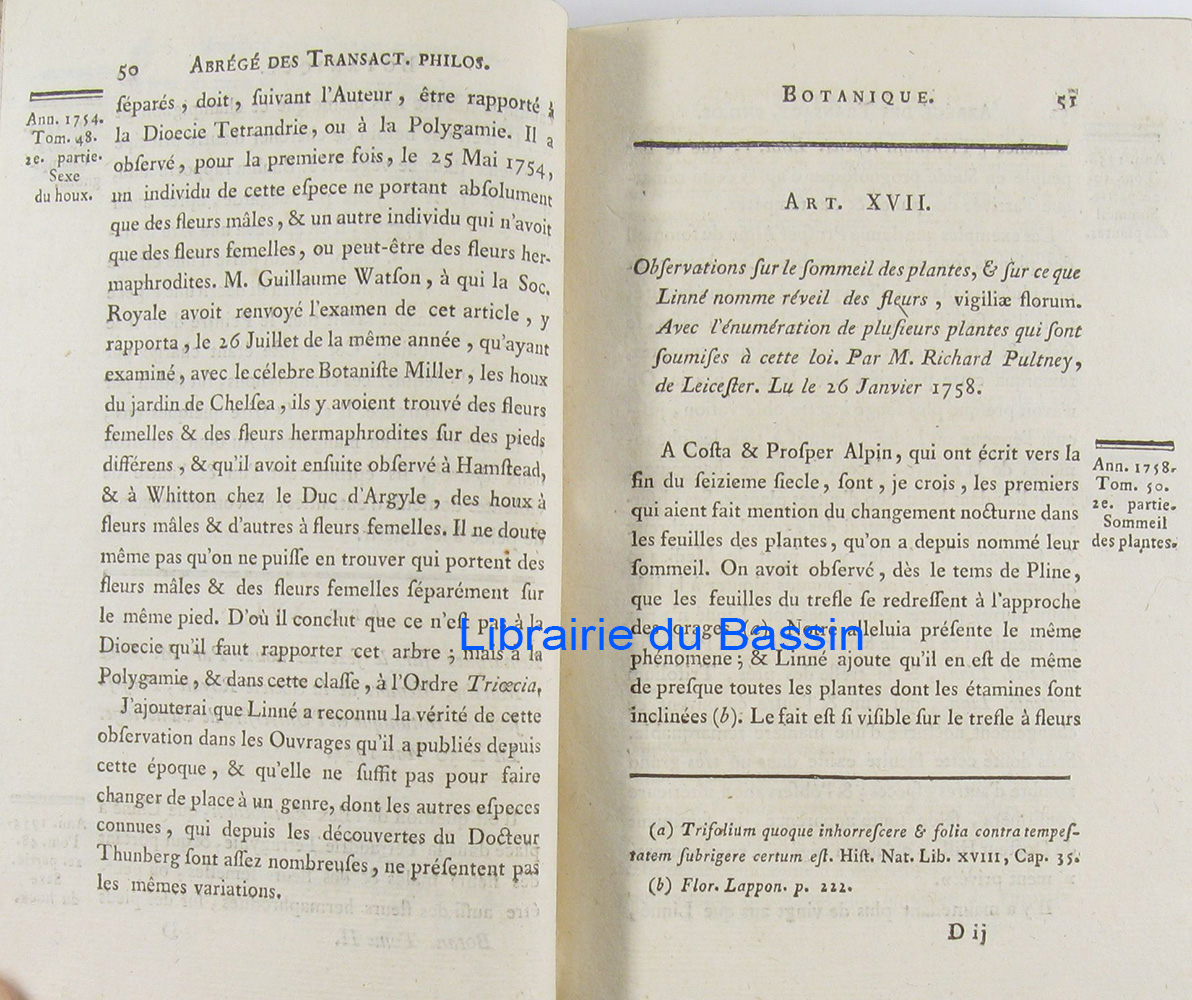 50 ABRÉGÉ DES TRANSACT. PHILOS.
Ann. 1754.
Tom. 48.
2e. partie.
Sexe
du houx.
ſéparés, doit, ſuivant l'Auteur, être rapporté à
la Dioecie Tetrandrie, ou à la Polygamie. Il a
obſervé, pour la premiere fois, le 25 Mai 1754,
un individu de cette eſpece ne portant abſolument
que des fleurs mâles, & un autre individu qui n'avoit
que des fleurs femelles, ou peut-être des fleurs her-
maphrodites. M. Guillaume Watſon, à qui la Soc.
Royale avoit renvoyé l'examen de cet article, y
rapporta, le 26 Juillet de la même année, qu'ayant
examiné, avec le célebre Botaniſte Miller, les houx
du jardin de Chelſea, ils y avoient trouvé des fleurs
femelles & des fleurs hermaphrodites ſur des pieds
différens, & qu'il avoit enſuite obſervé à Hamſtead,
& à Whitton chez le Duc d'Argyle, des houx à
fleurs mâles & d'autres à fleurs femelles. Il ne doute
même pas qu'on ne puiſſe en trouver qui portent des
fleurs mâles & des fleurs femelles ſéparément ſur
le même pied. D'où il conclut que ce n'eſt pas à la
Dioecie qu'il faut rapporter cet arbre; mais à la
Polygamie, & dans cette claſſe, à l'Ordre Triœcia.
J'ajouterai que Linné a reconnu la vérité de cette
obſervation dans les Ouvrages qu'il a publiés depuis
cette époque, & qu'elle ne ſuffit pas pour faire
changer de place à un genre, dont les autres eſpeces
connues, qui depuis les découvertes du Docteur
Thunberg ſont aſſez nombreuſes, ne préſentent pas
les mêmes variations.
BOTANIQUE. 51
ART. XVII.
Obſervations ſur le ſommeil des plantes, & ſur ce que
Linné nomme réveil des fleurs, vigiliæ florum.
Avec l'énumération de pluſieurs plantes qui ſont
ſoumiſes à cette loi. Par M. Richard Pultney,
de Leiceſter. Lu le 26 Janvier 1758.
Ann. 1758.
Tom. 50.
2e. partie.
Sommeil
des plantes.
A Coſta & Proſper Alpin, qui ont écrit vers la
fin du ſeizieme ſiecle, ſont, je crois, les premiers
qui aient fait mention du changement nocturne dans
les feuilles des plantes, qu'on a depuis nommé leur
ſommeil. On avoit obſervé, dès le tems de Pline,
que les feuilles du trefle ſe redreſſent à l'approche
des orages (a). Notre alleluia préſente le même
phénomene; & Linné ajoute qu'il en eſt de même
de preſque toutes les plantes dont les étamines ſont
inclinées (b). Le fait eſt ſi viſible ſur le trefle à fleurs
(a) Trifolium quoque inhorreſcere & folia contra tempeſ-
tatem ſubrigere certum eſt. Hiſt. Nat. Lib. XVIII, Cap. 35.
(b) Flor. Lappon. p. 222.
D ij
Librairie du Bassin